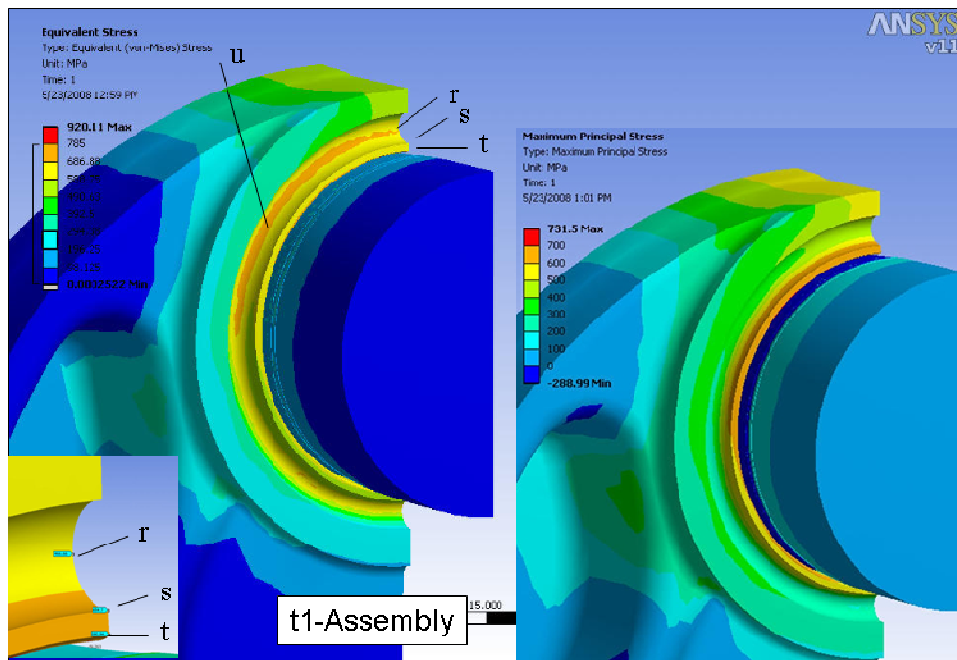 Equivalent Stress
Type: Equivalent (von-Mises) Stress
Unit: MPa
Time: 1
5/23/2008 12:59 PM
920.11 Max
785
686.88
392.5
0.0002522 Min
u
r
s
t
ANSYS
v11
Maximum Principal Stress
Type: Maximum Principal Stress
Unit: MPa
Time: 1
5/23/2008 1:01 PM
731.5 Max
700
600
500
400
300
200
100
0
-288.99 Min
r
s
t
t1-Assembly
15.000